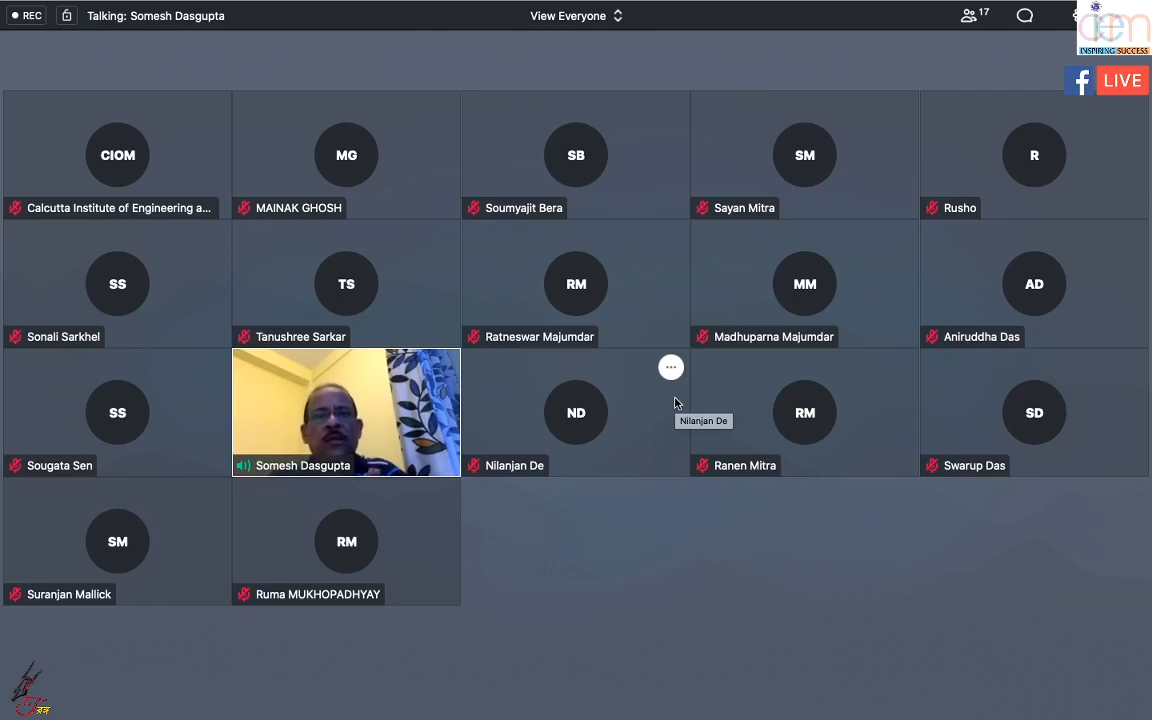 REC
Talking: Somesh Dasgupta
View Everyone
17
INSPIRING SUCCESS
f LIVE
CIOM
MG
SB
SM
R
Calcutta Institute of Engineering a...
MAINAK GHOSH
Soumyajit Bera
Sayan Mitra
Rusho
SS
TS
RM
MM
AD
Sonali Sarkhel
Tanushree Sarkar
Ratneswar Majumdar
Madhuparna Majumdar
Aniruddha Das
SS
ND
RM
SD
Nilanjan De
Sougata Sen
Somesh Dasgupta
Nilanjan De
Ranen Mitra
Swarup Das
SM
RM
Suranjan Mallick
Ruma MUKHOPADHYAY